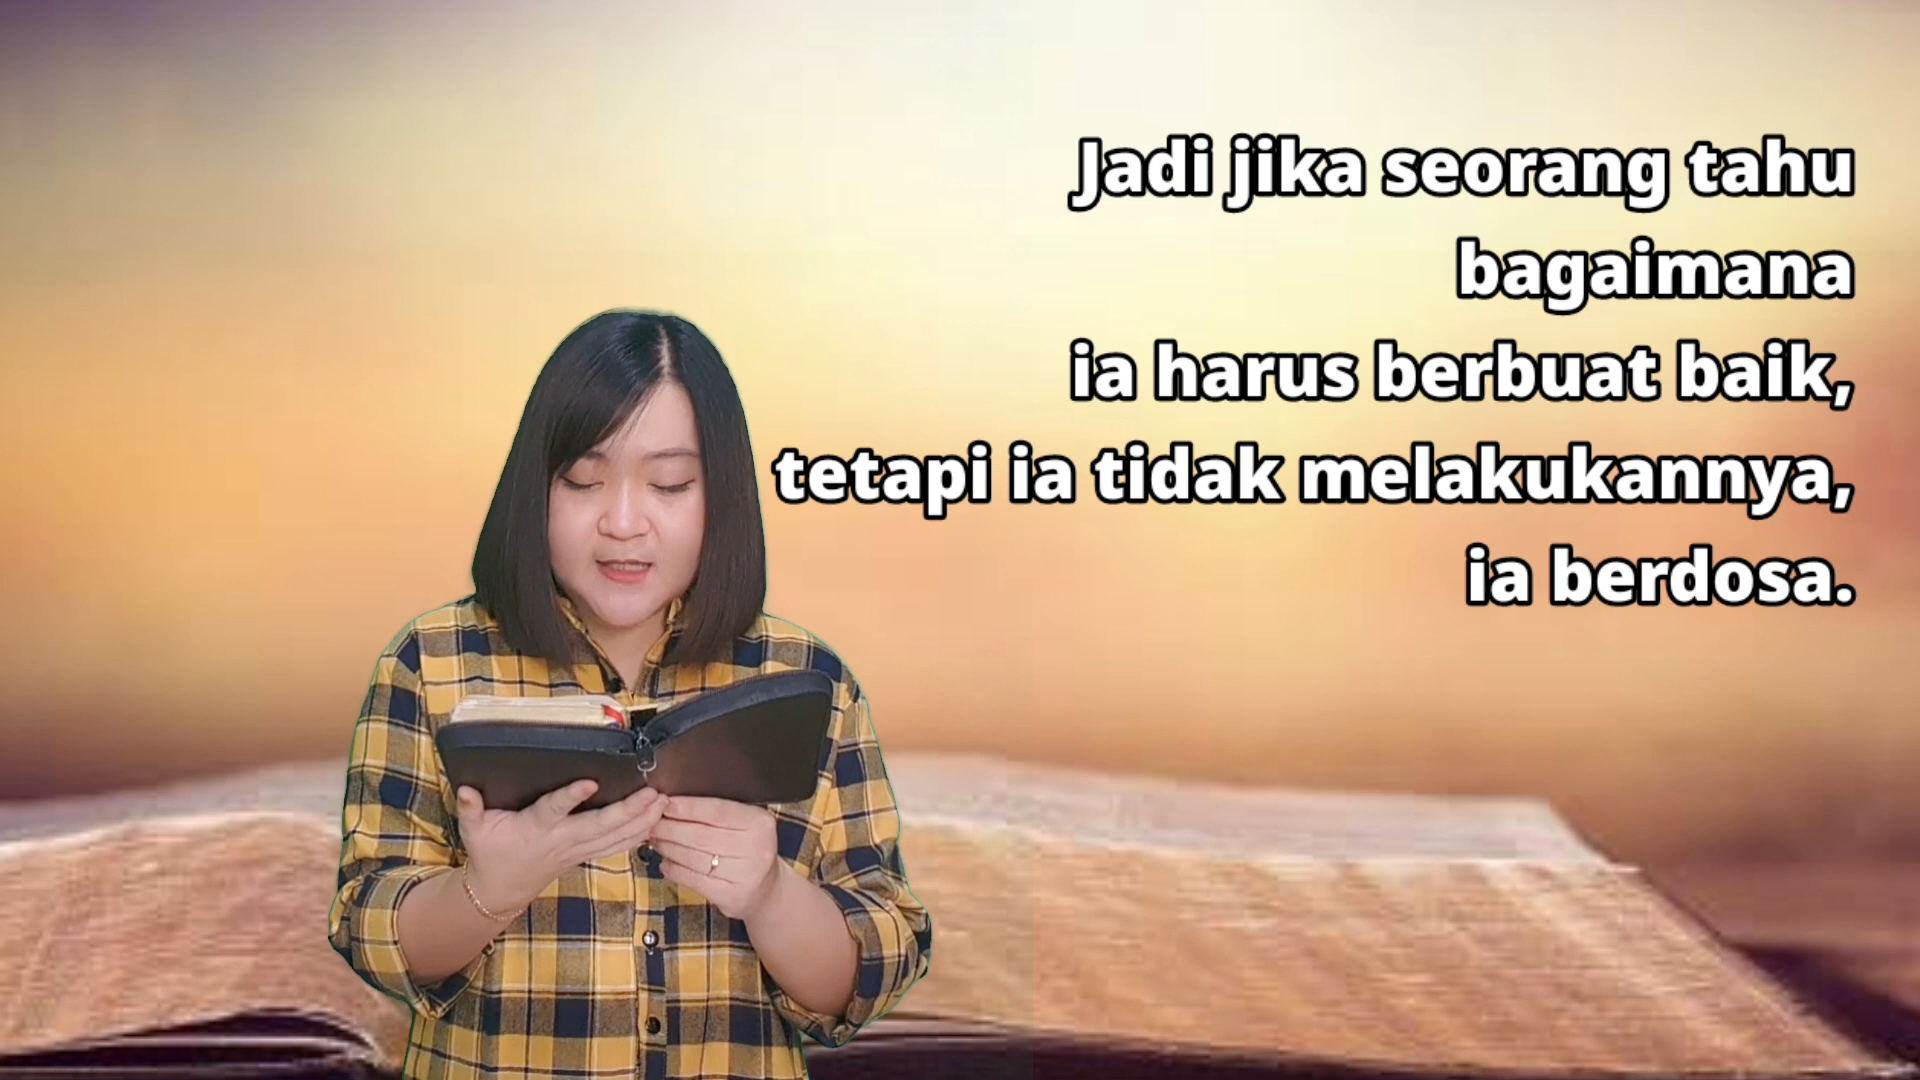 Jadi jika seorang tahu
bagaimana
ia harus berbuat baik,
tetapi ia tidak melakukannya,
ia berdosa.